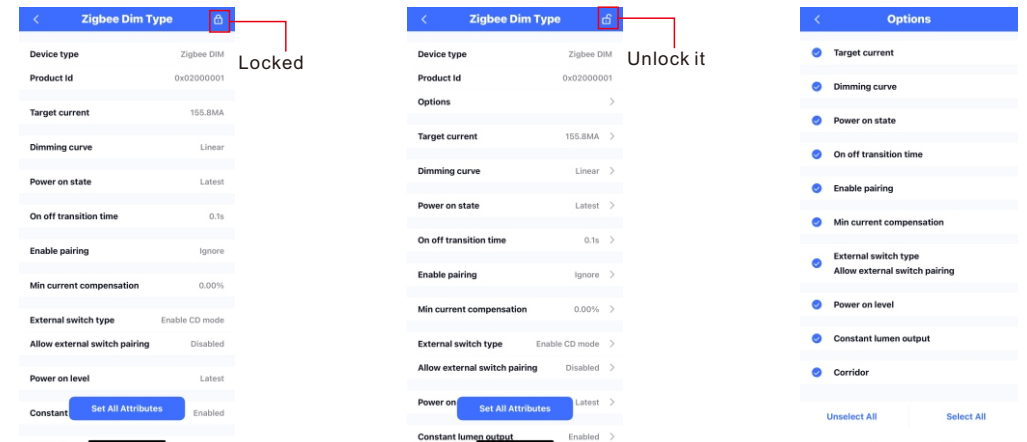 Zigbee Dim Type
Device type Zigbee DIM
Product Id 0x02000001
Target current 155.8MA
Dimming curve Linear
Power on state Latest
On off transition time 0.1s
Enable pairing Ignore
Min current compensation 0.00%
External switch type Enable CD mode
Allow external switch pairing Disabled
Power on level Latest
Constant Enabled
Set All Attributes
Locked
Zigbee Dim Type
Device type Zigbee DIM
Product Id 0x02000001
Options
Target current 155.8MA
Dimming curve Linear
Power on state Latest
On off transition time 0.1s
Enable pairing Ignore
Min current compensation 0.00%
External switch type Enable CD mode
Allow external switch pairing Disabled
Power on Latest
Set All Attributes
Constant lumen output Enabled
Unlock it
Options
Target current
Dimming curve
Power on state
On off transition time
Enable pairing
Min current compensation
External switch type
Allow external switch pairing
Power on level
Constant lumen output
Corridor
Unselect All Select All